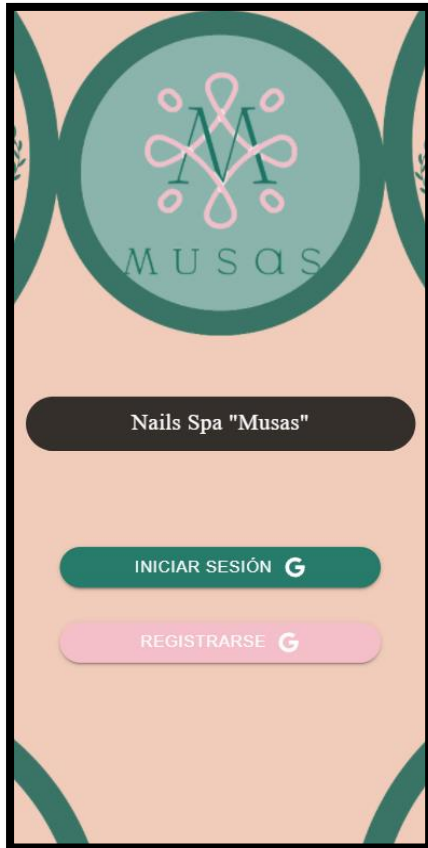 M
MUSAS
Nails Spa "Musas"
INICIAR SESIÓN G
REGISTRARSE G